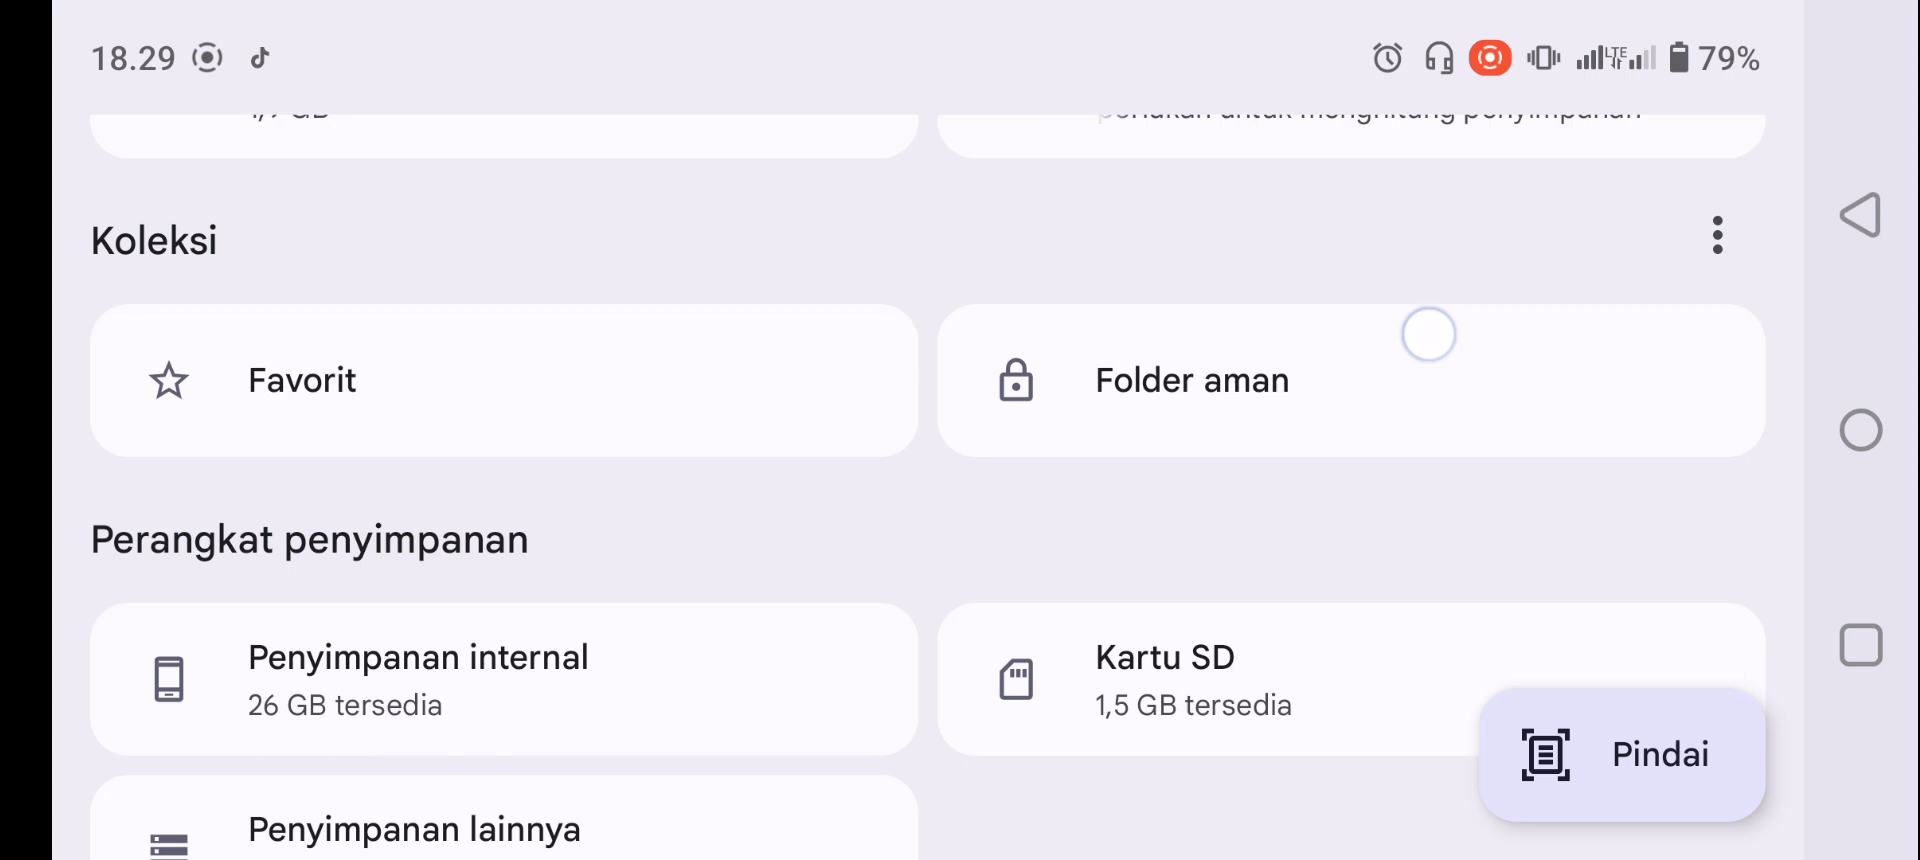 18.29
LTE
79%
Koleksi
Favorit
Folder aman
Perangkat penyimpanan
Penyimpanan internal
26 GB tersedia
Kartu SD
1,5 GB tersedia
Pindai
Penyimpanan lainnya